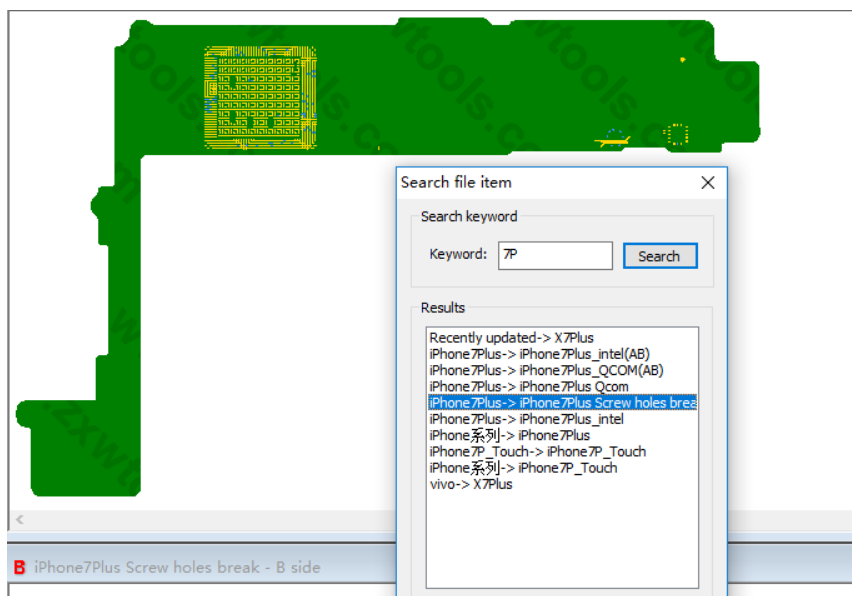 Search file item
Search keyword
Keyword: 7P Search
Results
Recently updated-> X7Plus
iPhone7Plus-> iPhone7Plus_intel(AB)
iPhone7Plus-> iPhone7Plus_QCOM(AB)
iPhone7Plus-> iPhone7Plus Qcom
iPhone7Plus-> iPhone7Plus Screw holes brea
iPhone7Plus-> iPhone7Plus_intel
iPhone系列-> iPhone7Plus
iPhone7P_Touch-> iPhone7P_Touch
iPhone系列-> iPhone7P_Touch
vivo-> X7Plus
B iPhone7Plus Screw holes break - B side